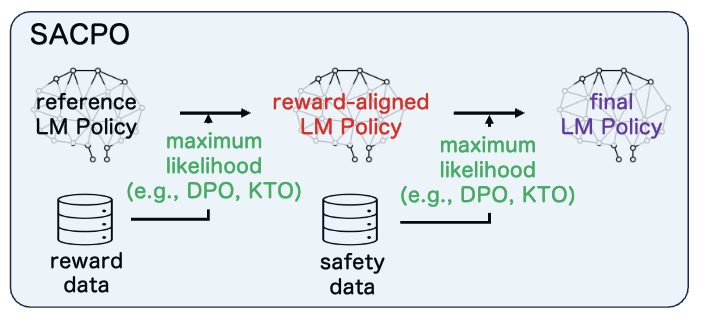 SACPO
reference
LM Policy
reward-aligned
LM Policy
final
LM Policy
maximum
likelihood
(e.g., DPO, KTO)
maximum
likelihood
(e.g., DPO, KTO)
reward
data
safety
data